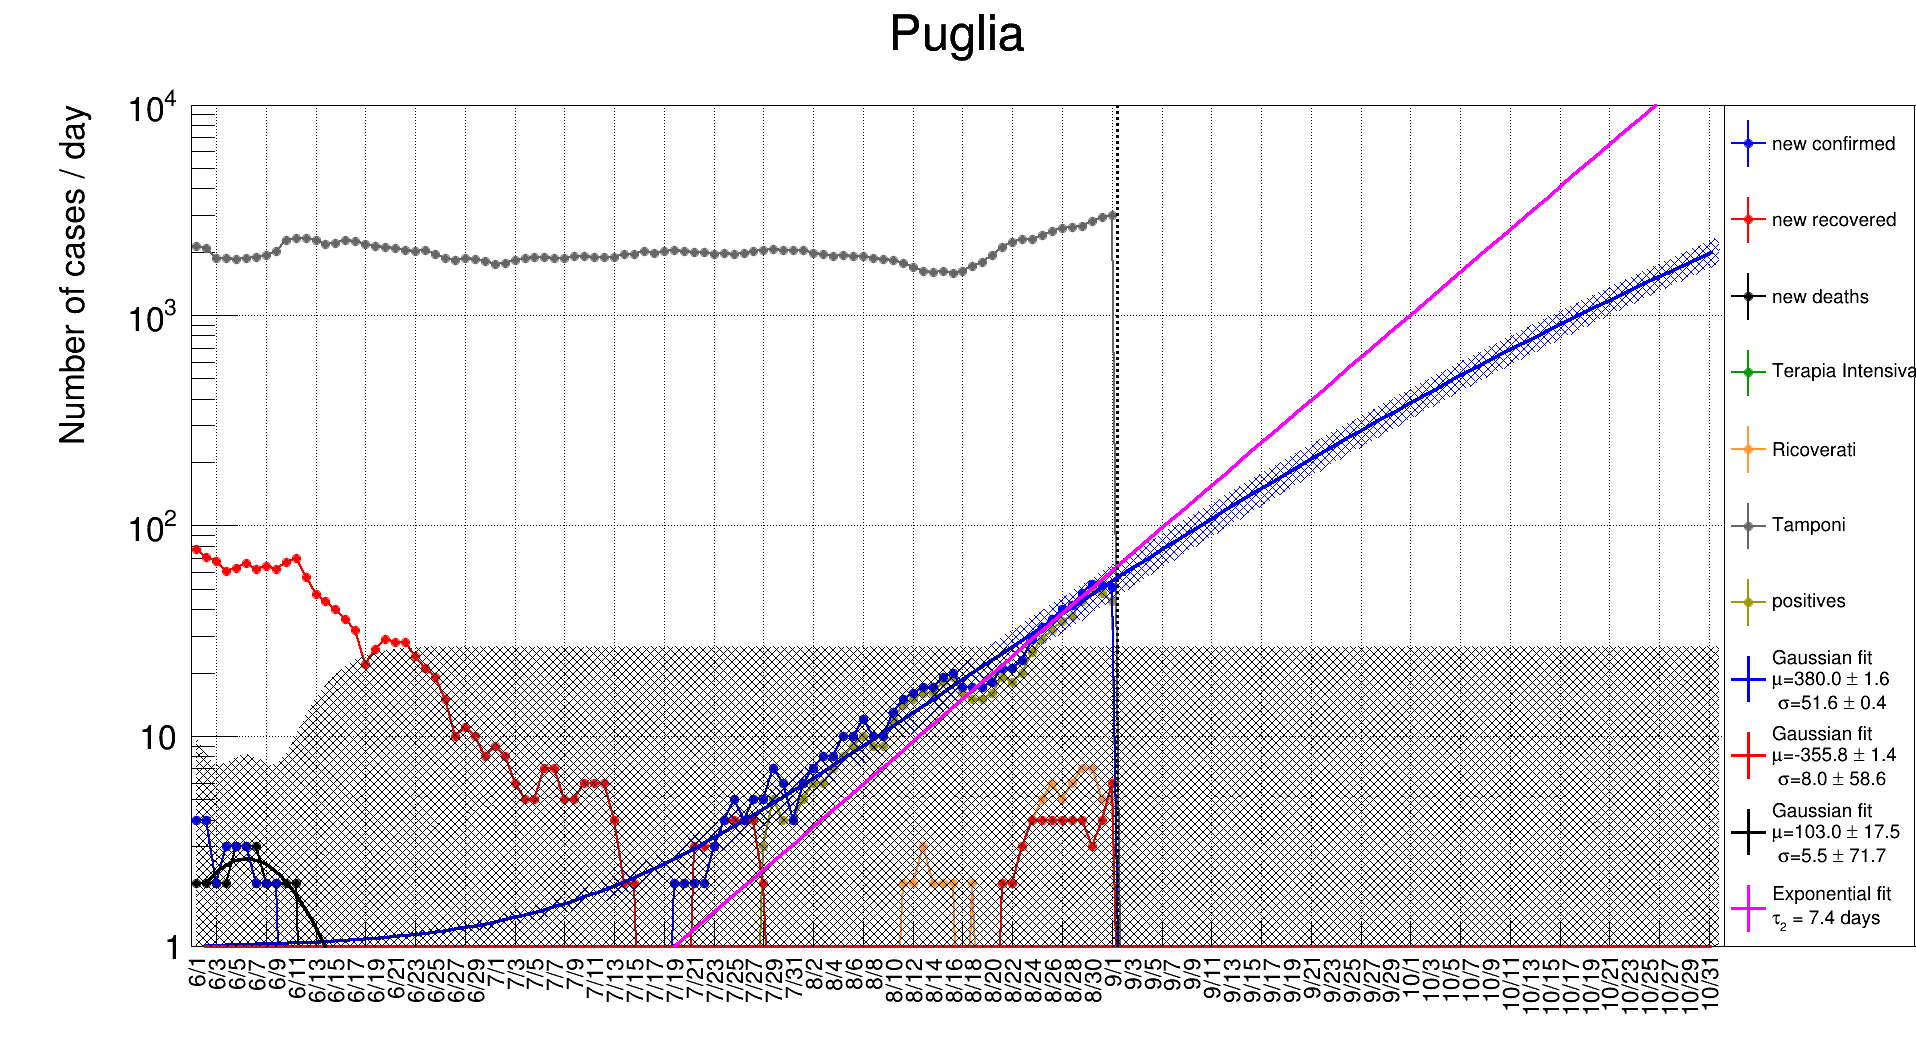 Puglia
Number of cases / day
10^4
10^3
10^2
10
1
6/1 6/3 6/5 6/7 6/9 6/11 6/13 6/15 6/17 6/19 6/21 6/23 6/25 6/27 6/29 7/1 7/3 7/5 7/7 7/9 7/11 7/13 7/15 7/17 7/19 7/21 7/23 7/25 7/27 7/29 7/31 8/2 8/4 8/6 8/8 8/10 8/12 8/14 8/16 8/18 8/20 8/22 8/24 8/26 8/28 8/30 9/1 9/3 9/5 9/7 9/9 9/11 9/13 9/15 9/17 9/19 9/21 9/23 9/25 9/27 9/29 10/1 10/3 10/5 10/7 10/9 10/11 10/13 10/15 10/17 10/19 10/21 10/23 10/25 10/27 10/29 10/31
new confirmed
new recovered
new deaths
Terapia Intensiva
Ricoverati
Tamponi
positives
Gaussian fit
μ=380.0 ± 1.6
σ=51.6 ± 0.4
Gaussian fit
μ=-355.8 ± 1.4
σ=8.0 ± 58.6
Gaussian fit
μ=103.0 ± 17.5
σ=5.5 ± 71.7
Exponential fit
τ₂ = 7.4 days